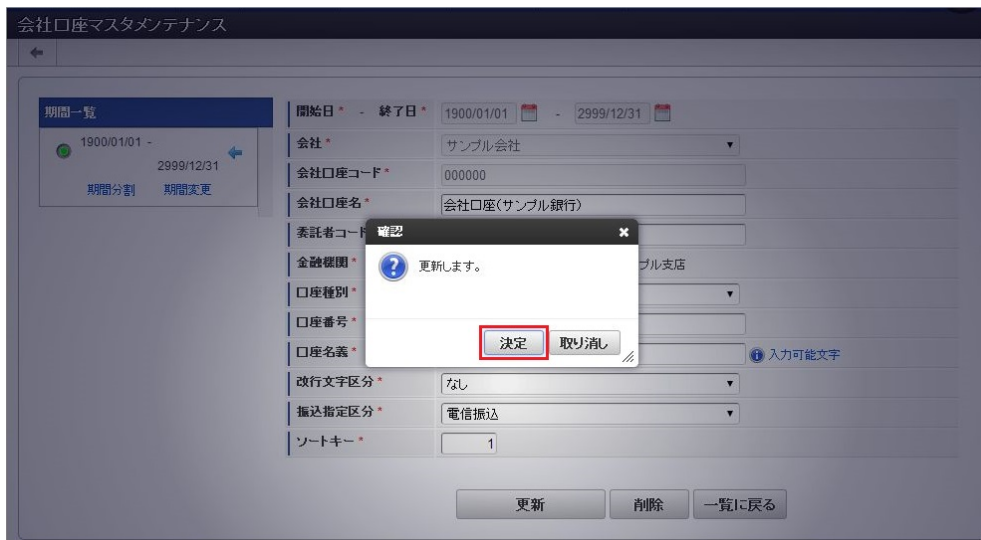 会社口座マスタメンテナンス
期間一覧
1900/01/01 -
2999/12/31
期間分割 期間変更
開始日* - 終了日* 1900/01/01 - 2999/12/31
会社* サンプル会社
会社口座コード* 000000
会社口座名* 会社口座(サンプル銀行)
委託者コード
金融機関* プル支店
口座種別*
口座番号*
口座名義* 入力可能文字
改行文字区分* なし
振込指定区分* 電信振込
ソートキー* 1
確認
更新します。
決定 取り消し
更新 削除 一覧に戻る